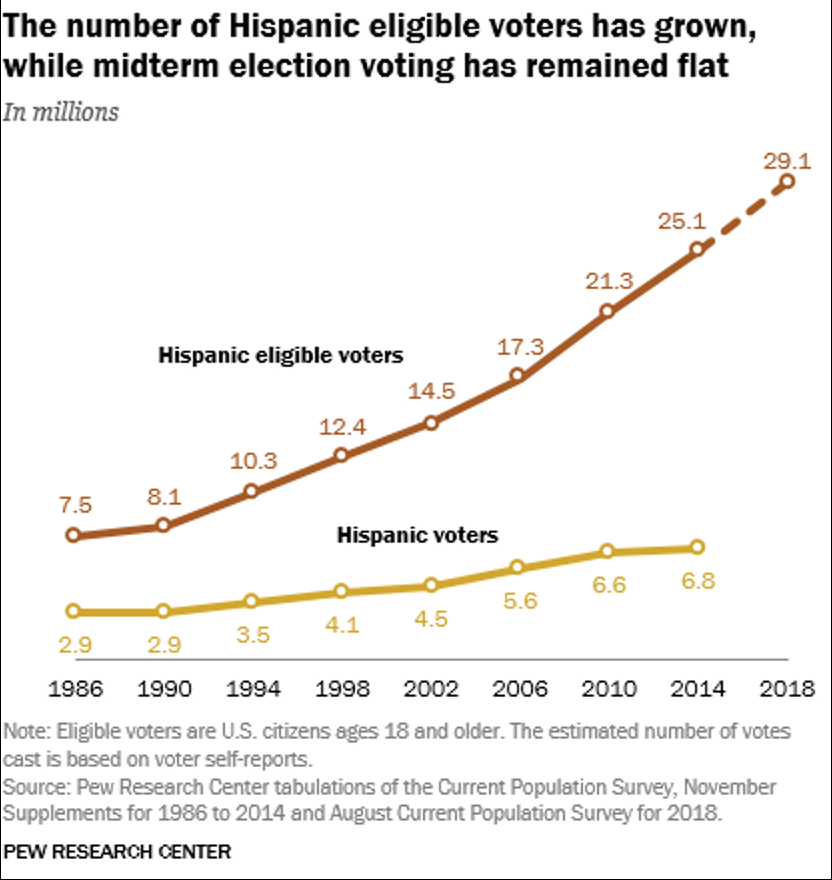 The number of Hispanic eligible voters has grown,
while midterm election voting has remained flat
In millions
29.1
25.1
21.3
Hispanic eligible voters
17.3
14.5
12.4
10.3
8.1
7.5
Hispanic voters
2.9
2.9
3.5
4.1
4.5
5.6
6.6
6.8
1986 1990 1994 1998 2002 2006 2010 2014 2018
Note: Eligible voters are U.S. citizens ages 18 and older. The estimated number of votes
cast is based on voter self-reports.
Source: Pew Research Center tabulations of the Current Population Survey, November
Supplements for 1986 to 2014 and August Current Population Survey for 2018.
PEW RESEARCH CENTER